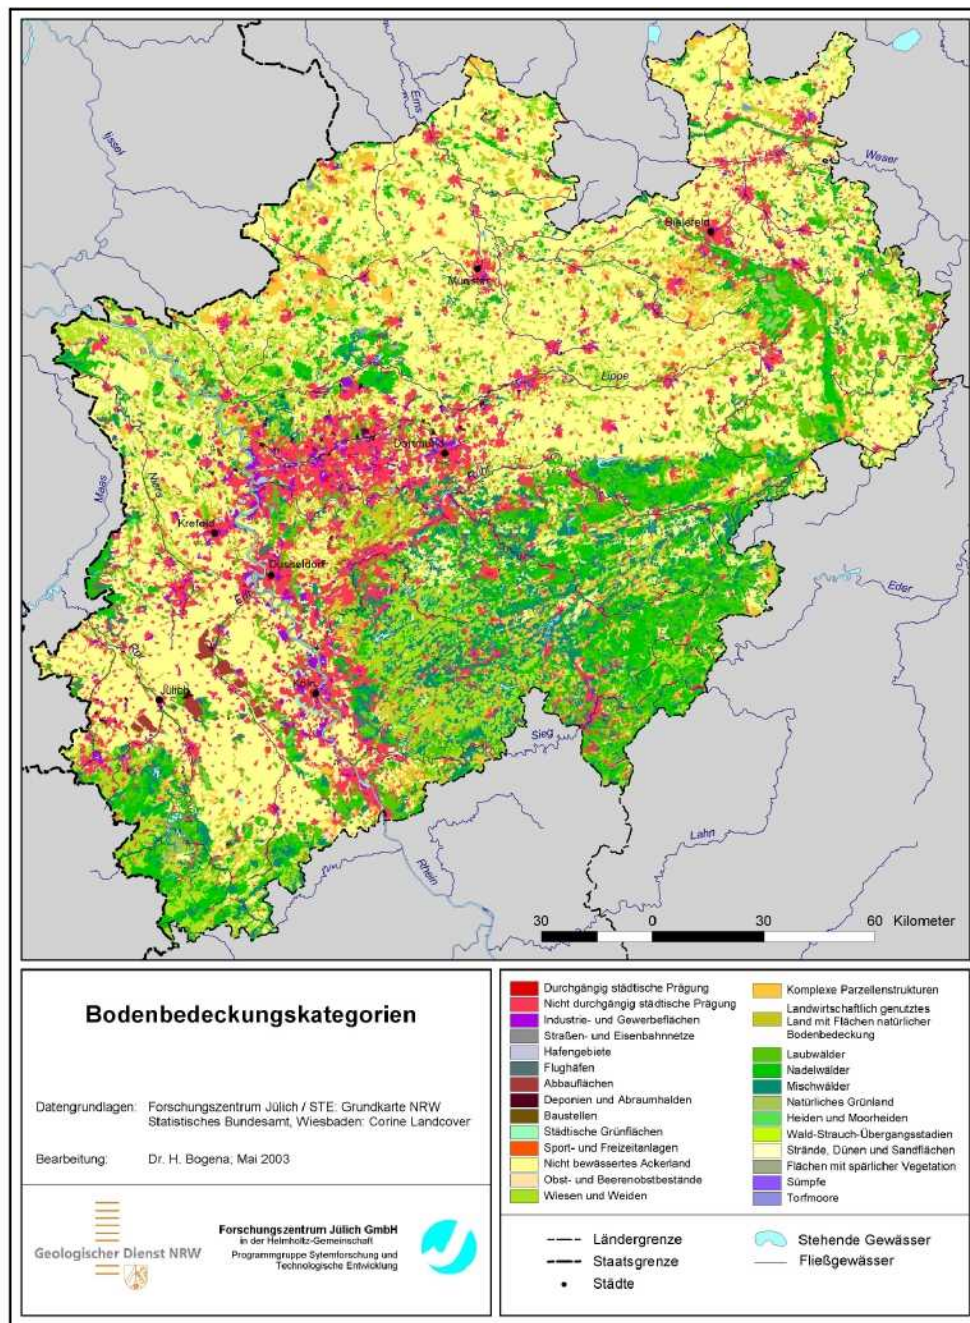 Ems
Ijssel
Weser
Bielefeld
Münster
Lippe
Dortmund
Ruhr
Maas
Niers
Krefeld
Düsseldorf
Erft
Eder
Rur
Jülich
Köln
Sieg
Lahn
Rhein
30 0 30 60 Kilometer
Bodenbedeckungskategorien
Datengrundlagen: Forschungszentrum Jülich / STE: Grundkarte NRW
Statistisches Bundesamt, Wiesbaden: Corine Landcover
Bearbeitung: Dr. H. Bogena; Mai 2003
Geologischer Dienst NRW
Forschungszentrum Jülich GmbH
in der Helmholtz-Gemeinschaft
Programmgruppe Sytemforschung und
Technologische Entwicklung
Durchgängig städtische Prägung
Nicht durchgängig städtische Prägung
Industrie- und Gewerbeflächen
Straßen- und Eisenbahnnetze
Hafengebiete
Flughäfen
Abbauflächen
Deponien und Abraumhalden
Baustellen
Städtische Grünflächen
Sport- und Freizeitanlagen
Nicht bewässertes Ackerland
Obst- und Beerenobstbestände
Wiesen und Weiden
Komplexe Parzellenstrukturen
Landwirtschaftlich genutztes
Land mit Flächen natürlicher
Bodenbedeckung
Laubwälder
Nadelwälder
Mischwälder
Natürliches Grünland
Heiden und Moorheiden
Wald-Strauch-Übergangsstadien
Strände, Dünen und Sandflächen
Flächen mit spärlicher Vegetation
Sümpfe
Torfmoore
Ländergrenze
Staatsgrenze
Städte
Stehende Gewässer
Fließgewässer